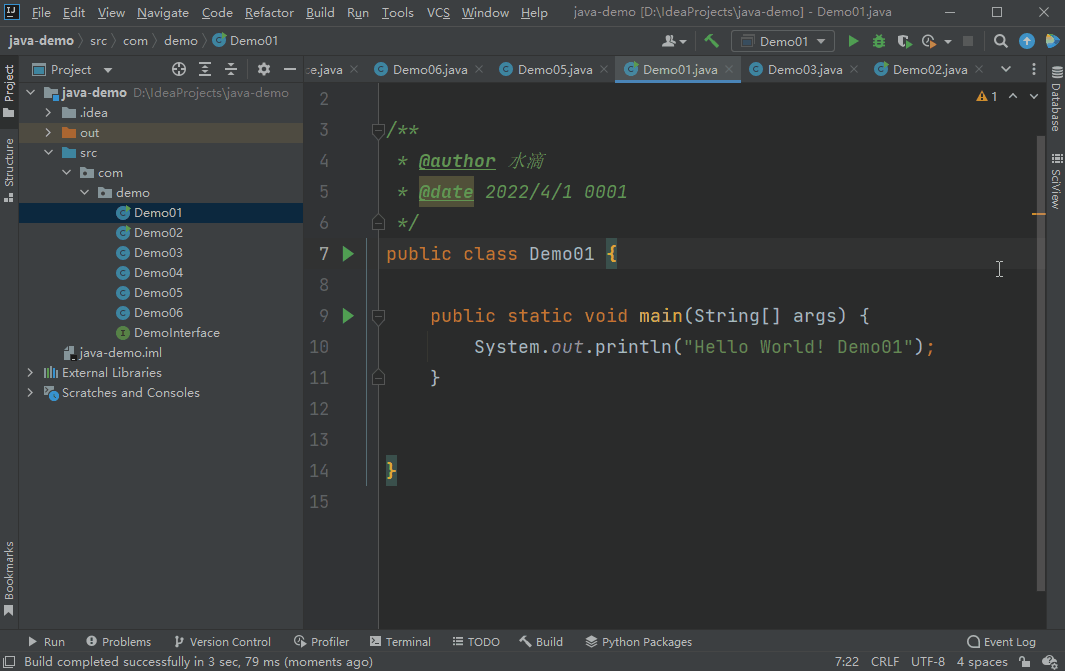 File Edit View Navigate Code Refactor Build Run Tools VCS Window Help java-demo [D:\IdeaProjects\java-demo] - Demo01.java
java-demo src com demo Demo01 Demo01
Project ce.java Demo06.java Demo05.java Demo01.java Demo03.java Demo02.java
Project
Structure
Bookmarks
java-demo D:\IdeaProjects\java-demo
.idea
out
src
com
demo
Demo01
Demo02
Demo03
Demo04
Demo05
Demo06
DemoInterface
java-demo.iml
External Libraries
Scratches and Consoles
1
2
3 /**
4 * @author 水滴
5 * @date 2022/4/1 0001
6 */
7 public class Demo01 {
8
9 public static void main(String[] args) {
10 System.out.println("Hello World! Demo01");
11 }
12
13
14 }
15
Database
SciView
Run Problems Version Control Profiler Terminal TODO Build Python Packages Event Log
Build completed successfully in 3 sec, 79 ms (moments ago) 7:22 CRLF UTF-8 4 spaces